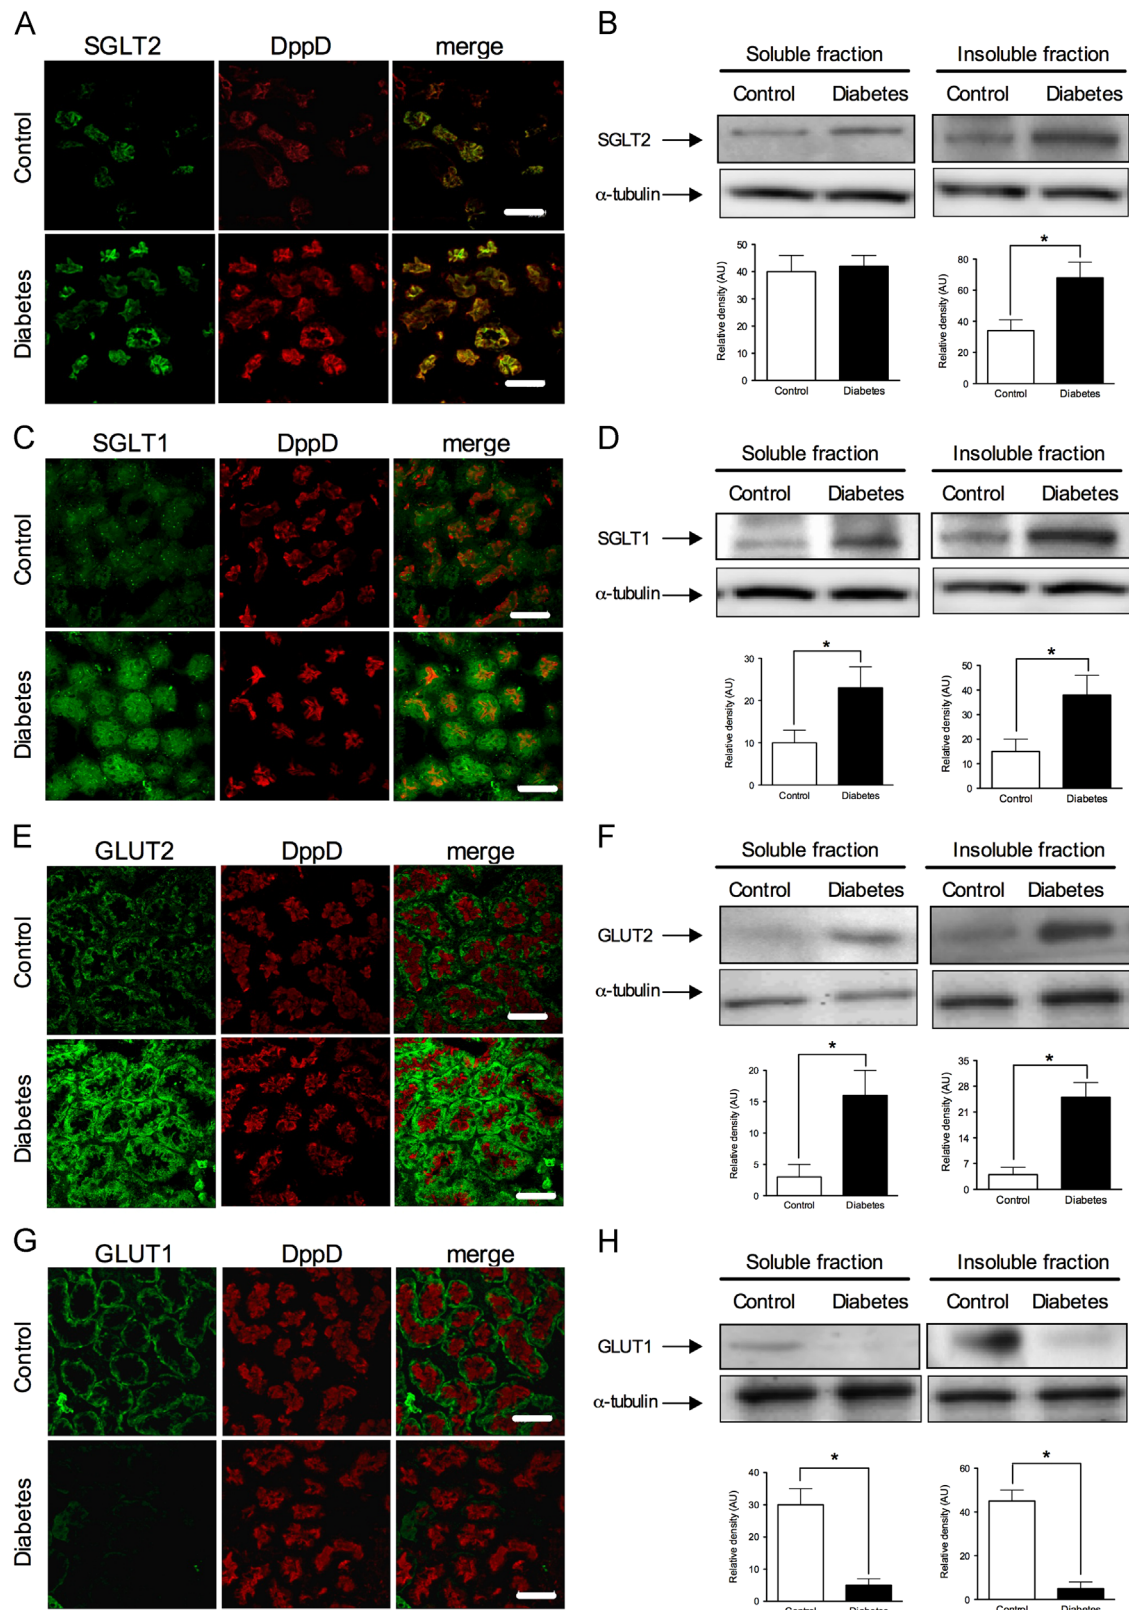 A
SGLT2 DppD merge
Control
Diabetes
B
Soluble fraction Insoluble fraction
Control Diabetes Control Diabetes
SGLT2
α-tubulin
Relative density (AU)
50
40
30
20
10
0
Control Diabetes
Relative density (AU)
80
60
40
20
0
*
Control Diabetes
C
SGLT1 DppD merge
Control
Diabetes
D
Soluble fraction Insoluble fraction
Control Diabetes Control Diabetes
SGLT1
α-tubulin
Relative density (AU)
30
20
10
0
*
Control Diabetes
Relative density (AU)
50
40
30
20
10
0
*
Control Diabetes
E
GLUT2 DppD merge
Control
Diabetes
F
Soluble fraction Insoluble fraction
Control Diabetes Control Diabetes
GLUT2
α-tubulin
Relative density (AU)
20
15
10
5
0
*
Control Diabetes
Relative density (AU)
35
28
21
14
7
0
*
Control Diabetes
G
GLUT1 DppD merge
Control
Diabetes
H
Soluble fraction Insoluble fraction
Control Diabetes Control Diabetes
GLUT1
α-tubulin
Relative density (AU)
40
30
20
10
0
*
Control Diabetes
Relative density (AU)
60
40
20
0
*
Control Diabetes